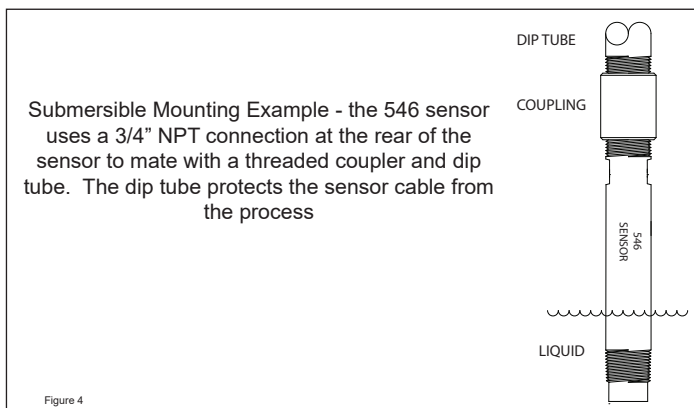 DIP TUBE
COUPLING
Submersible Mounting Example - the 546 sensor
uses a 3/4” NPT connection at the rear of the
sensor to mate with a threaded coupler and dip
tube.  The dip tube protects the sensor cable from
the process
546
SENSOR
LIQUID
Figure 4